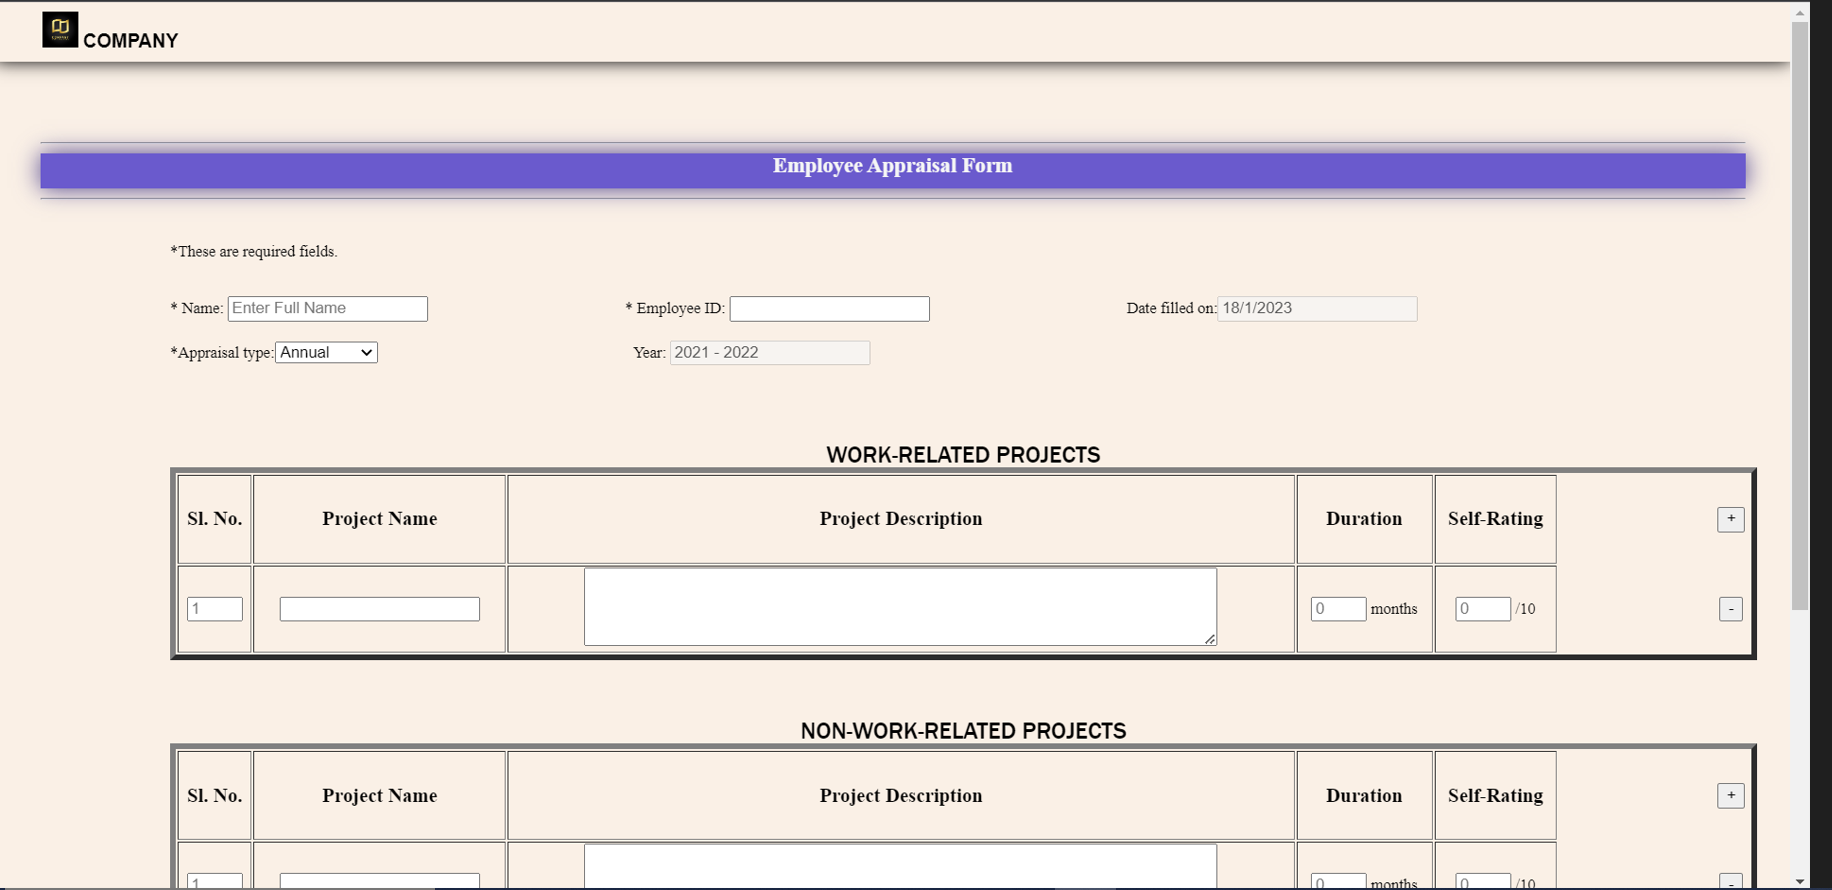 COMPANY
Employee Appraisal Form
*These are required fields.
* Name: Enter Full Name * Employee ID: Date filled on: 18/1/2023
*Appraisal type: Annual Year: 2021 - 2022
WORK-RELATED PROJECTS
Sl. No. Project Name Project Description Duration Self-Rating +
1 0 months 0 /10 -
NON-WORK-RELATED PROJECTS
Sl. No. Project Name Project Description Duration Self-Rating +
1 0 months 0 /10 -